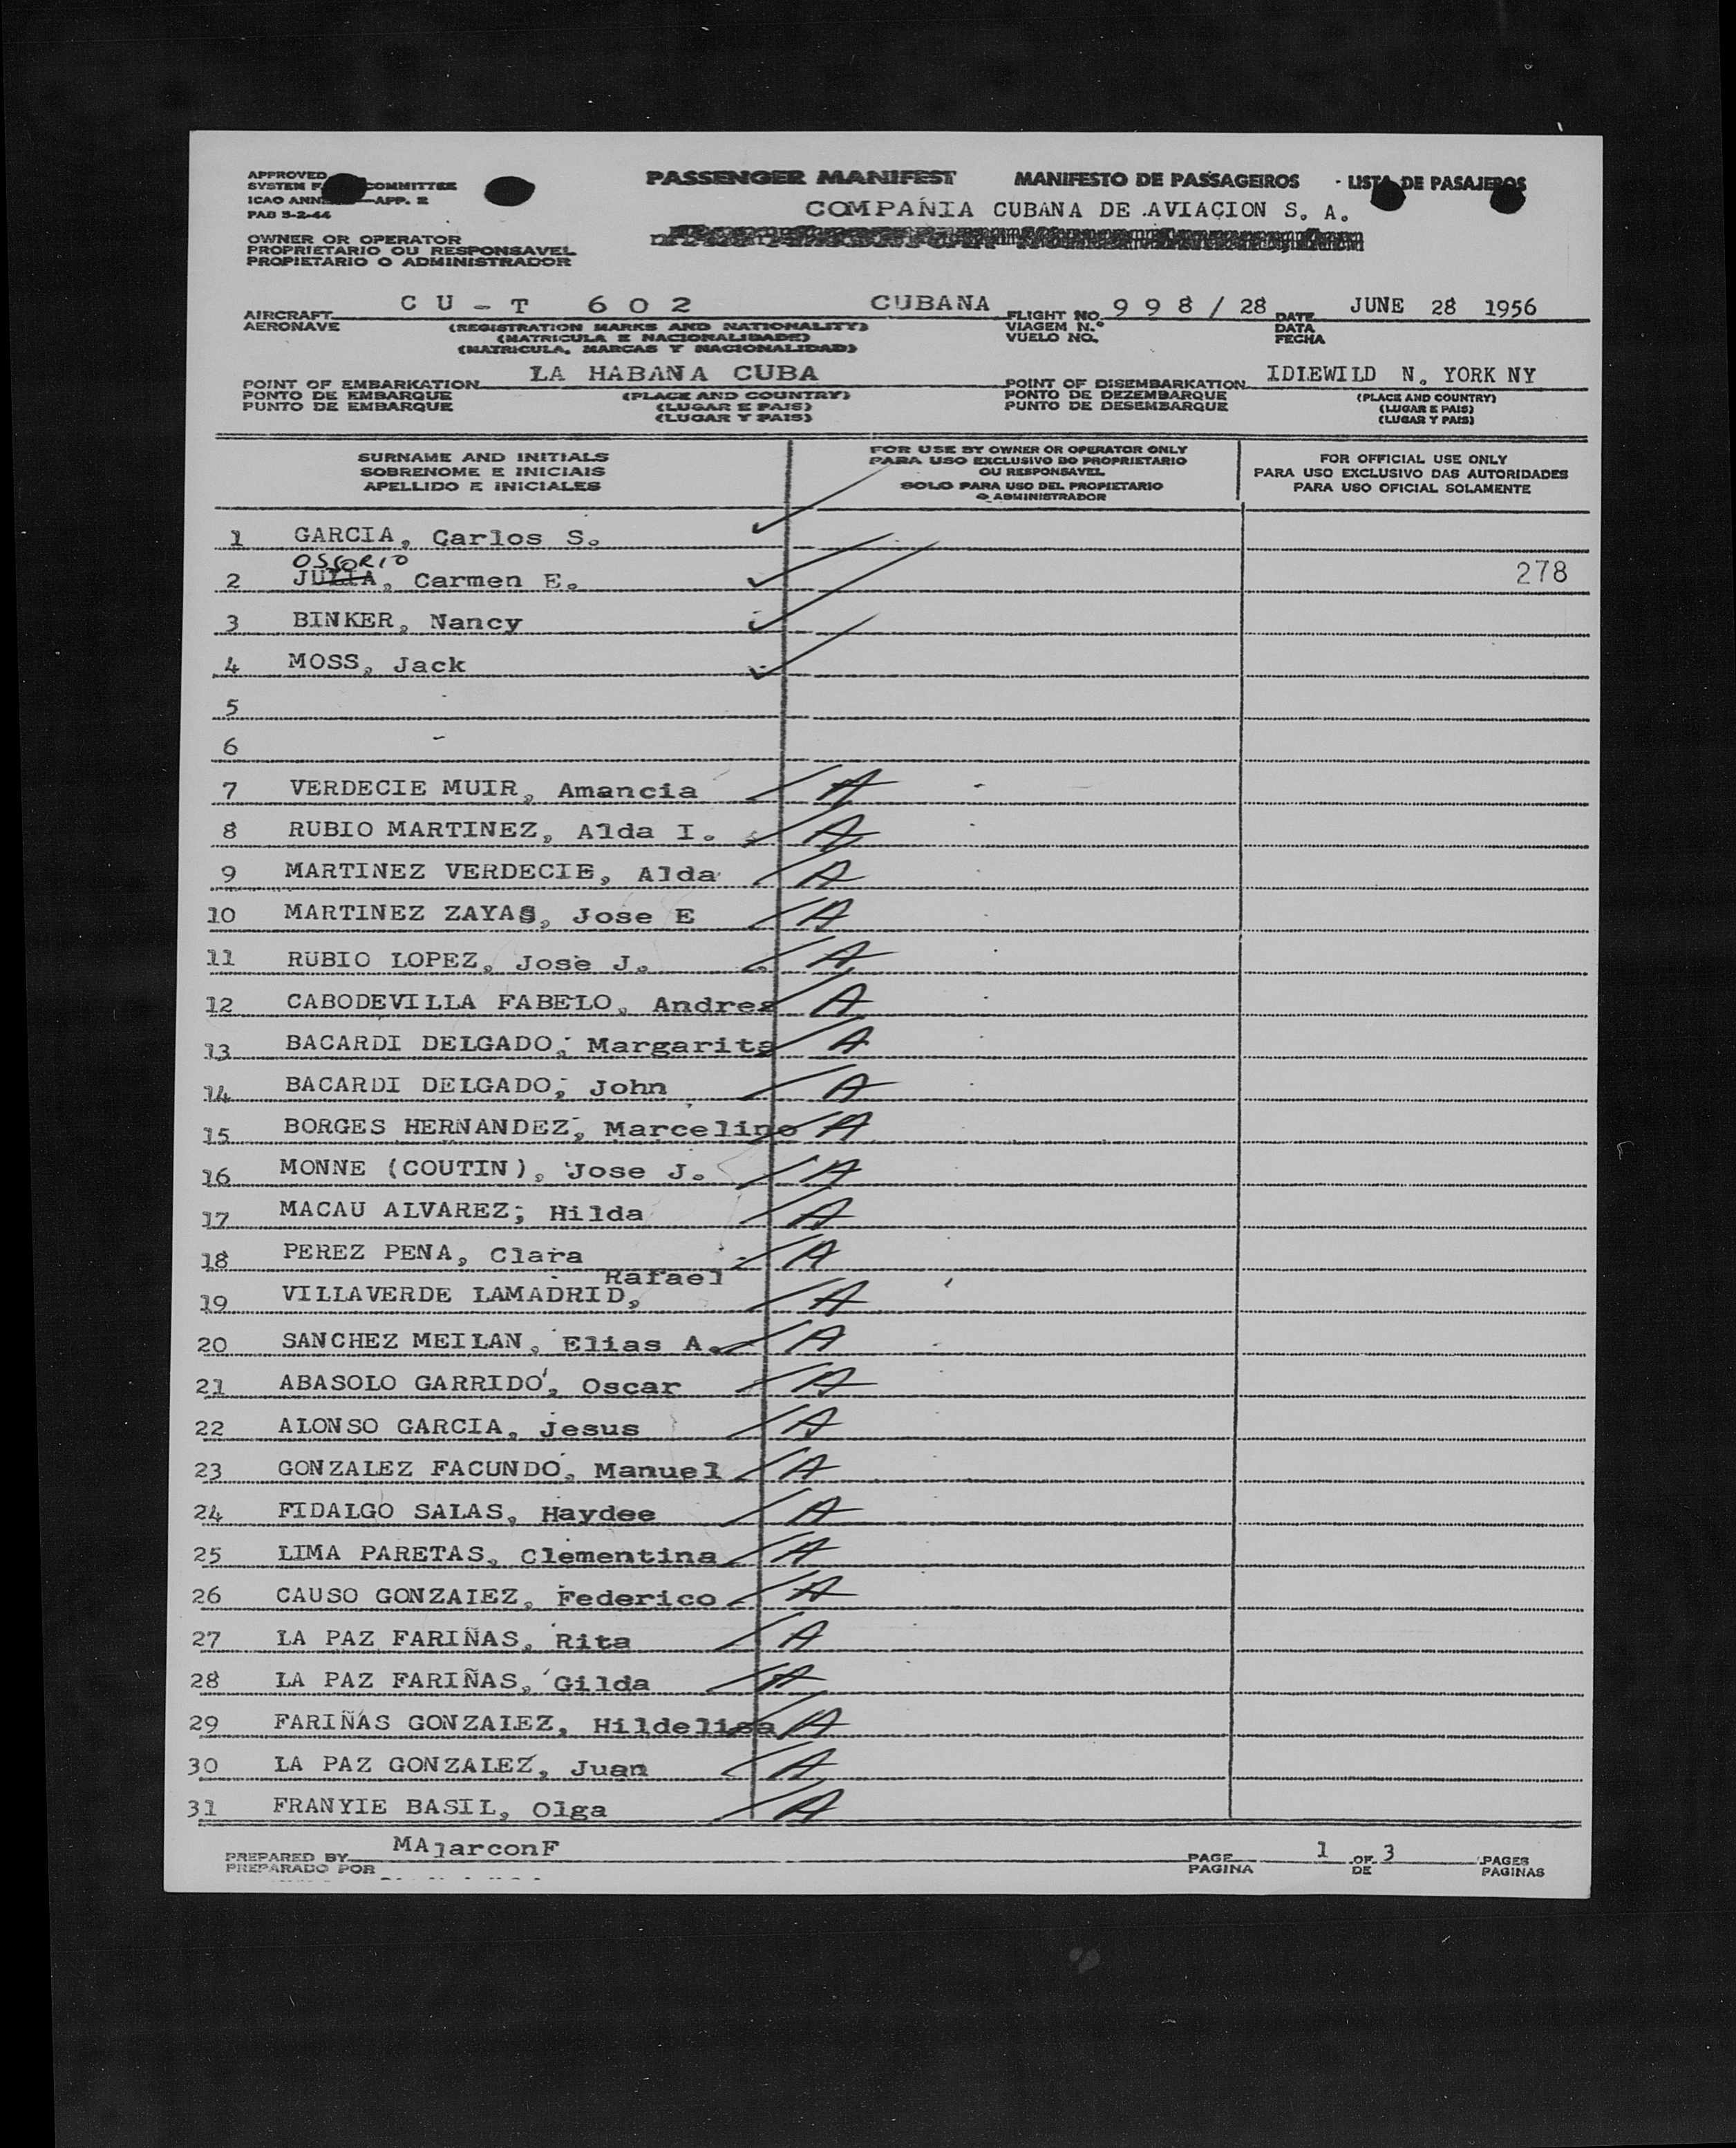 APPROVED
SYSTEM COMMITTEE
ICAO APP. 2
PAB 5-2-44
PASSENGER MANIFEST MANIFESTO DE PASSAGEIROS - LISTA DE PASAJEROS
COMPAÑIA CUBANA DE AVIACION S. A.
OWNER OR OPERATOR
PROPRIETARIO OU RESPONSAVEL
PROPIETARIO O ADMINISTRADOR
AIRCRAFT C U - T 6 0 2 CUBANA FLIGHT NO. 9 9 8 / 28 DATE JUNE 28 1956
AERONAVE (REGISTRATION MARKS AND NATIONALITY) VIAGEM N.º DATA
(MATRICULA E NACIONALIDADE) VUELO NO. FECHA
(MATRICULA, MARCAS Y NACIONALIDAD)
POINT OF EMBARKATION LA HABANA CUBA POINT OF DISEMBARKATION IDIEWILD N. YORK NY
PONTO DE EMBARQUE (PLACE AND COUNTRY) PONTO DE DEZEMBARQUE (PLACE AND COUNTRY)
PUNTO DE EMBARQUE (LUGAR E PAIS) PUNTO DE DESEMBARQUE (LUGAR E PAIS)
(LUGAR Y PAIS) (LUGAR Y PAIS)
SURNAME AND INITIALS
SOBRENOME E INICIAIS
APELLIDO E INICIALES
FOR USE BY OWNER OR OPERATOR ONLY
PARA USO EXCLUSIVO DO PROPRIETARIO
OU RESPONSAVEL
SOLO PARA USO DEL PROPIETARIO
O ADMINISTRADOR
FOR OFFICIAL USE ONLY
PARA USO EXCLUSIVO DAS AUTORIDADES
PARA USO OFICIAL SOLAMENTE
1 GARCIA, Carlos S.
OSSORIO
2 JULIA, Carmen E. 278
3 BINKER, Nancy
4 MOSS, Jack
5
6
7 VERDECIE MUIR, Amancia A
8 RUBIO MARTINEZ, Alda I. A
9 MARTINEZ VERDECIE, Alda A
10 MARTINEZ ZAYAS, Jose E A
11 RUBIO LOPEZ, Jose J. A
12 CABODEVILLA FABELO, Andres A
13 BACARDI DELGADO, Margarita A
14 BACARDI DELGADO, John A
15 BORGES HERNANDEZ, Marcelino A
16 MONNE (COUTIN), Jose J. A
17 MACAU ALVAREZ, Hilda A
18 PEREZ PENA, Clara A
Rafael
19 VILLAVERDE LAMADRID, A
20 SANCHEZ MEILAN, Elias A. A
21 ABASOLO GARRIDO, Oscar A
22 ALONSO GARCIA, Jesus A
23 GONZALEZ FACUNDO, Manuel A
24 FIDALGO SALAS, Haydee A
25 LIMA PARETAS, Clementina A
26 CAUSO GONZAIEZ, Federico A
27 LA PAZ FARIÑAS, Rita A
28 LA PAZ FARIÑAS, Gilda A
29 FARIÑAS GONZAIEZ, Hildelisa A
30 LA PAZ GONZALEZ, Juan A
31 FRANYIE BASIL, Olga A
PREPARED BY MAlarconF PAGE 1 OF 3 PAGES
PREPARADO POR PAGINA DE PAGINAS